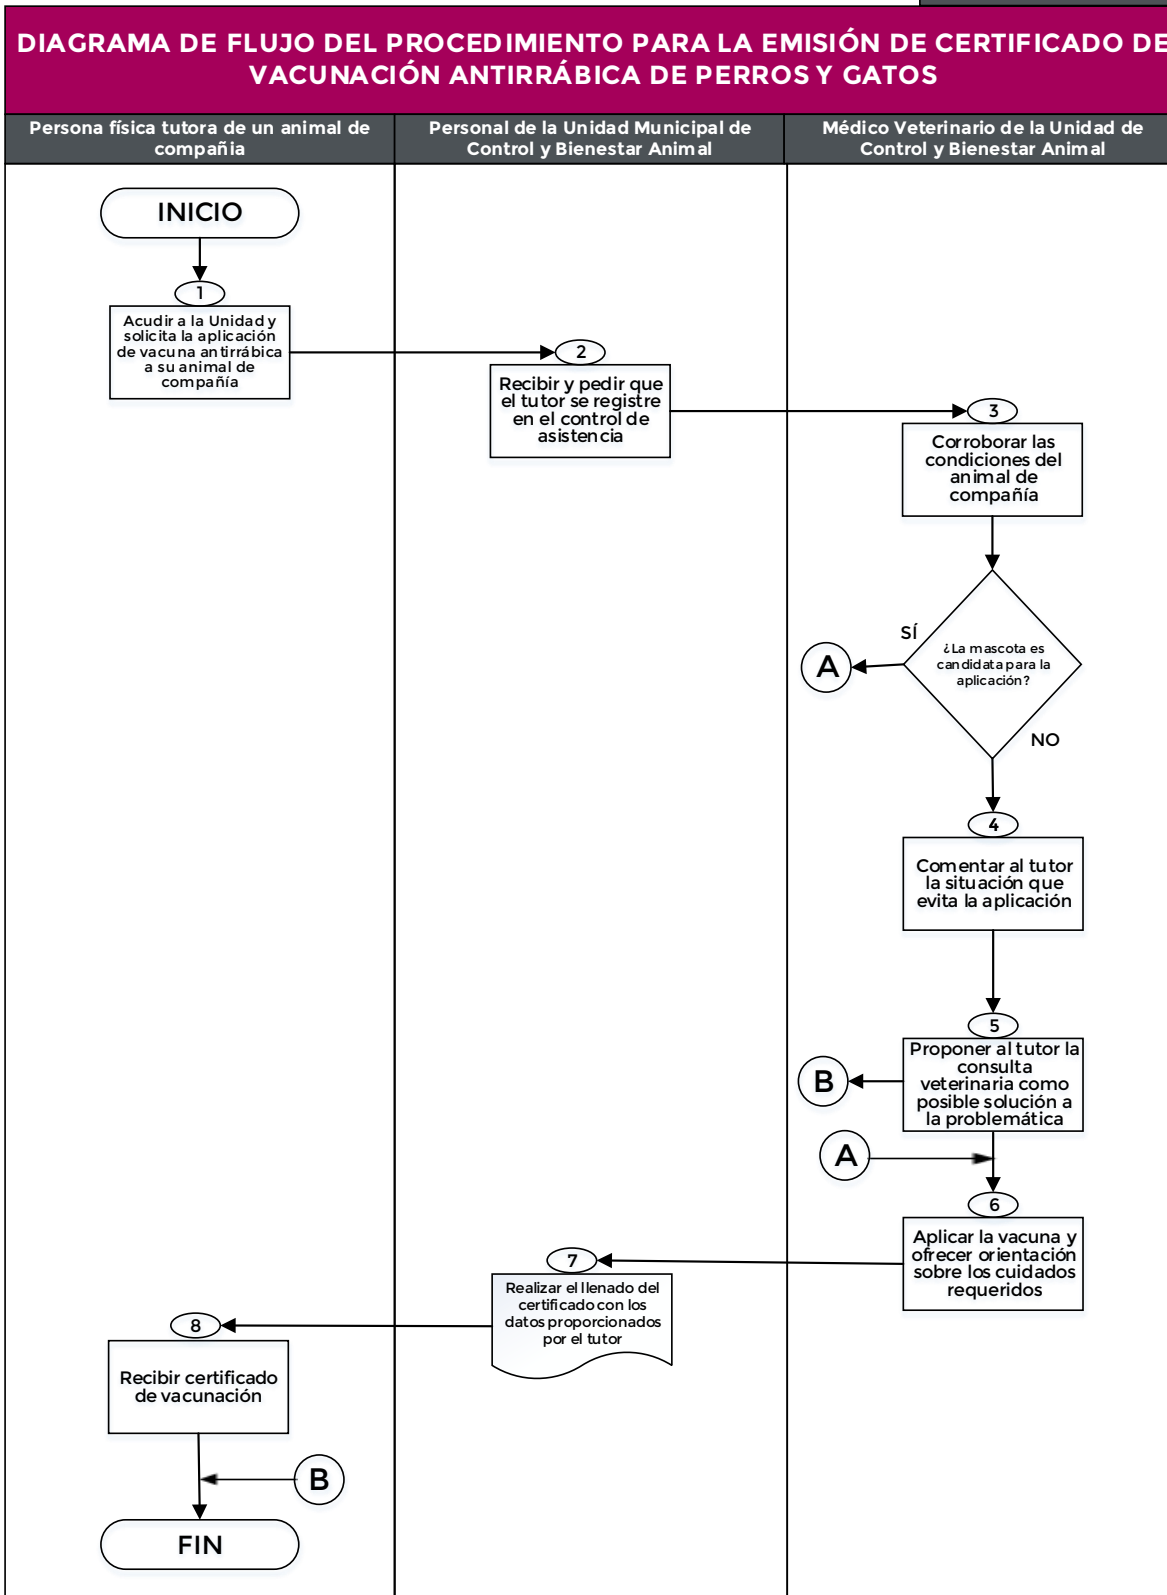 DIAGRAMA DE FLUJO DEL PROCEDIMIENTO PARA LA EMISIÓN DE CERTIFICADO DE
VACUNACIÓN ANTIRRÁBICA DE PERROS Y GATOS
Persona física tutora de un animal de
compañia
Personal de la Unidad Municipal de
Control y Bienestar Animal
Médico Veterinario de la Unidad de
Control y Bienestar Animal
INICIO
1
Acudir a la Unidad y
solicita la aplicación
de vacuna antirrábica
a su animal de
compañía
2
Recibir y pedir que
el tutor se registre
en el control de
asistencia
3
Corroborar las
condiciones del
animal de
compañía
SÍ
¿La mascota es
candidata para la
aplicación?
A
NO
4
Comentar al tutor
la situación que
evita la aplicación
5
Proponer al tutor la
consulta
veterinaria como
posible solución a
la problemática
B
A
6
Aplicar la vacuna y
ofrecer orientación
sobre los cuidados
requeridos
7
Realizar el llenado del
certificado con los
datos proporcionados
por el tutor
8
Recibir certificado
de vacunación
B
FIN